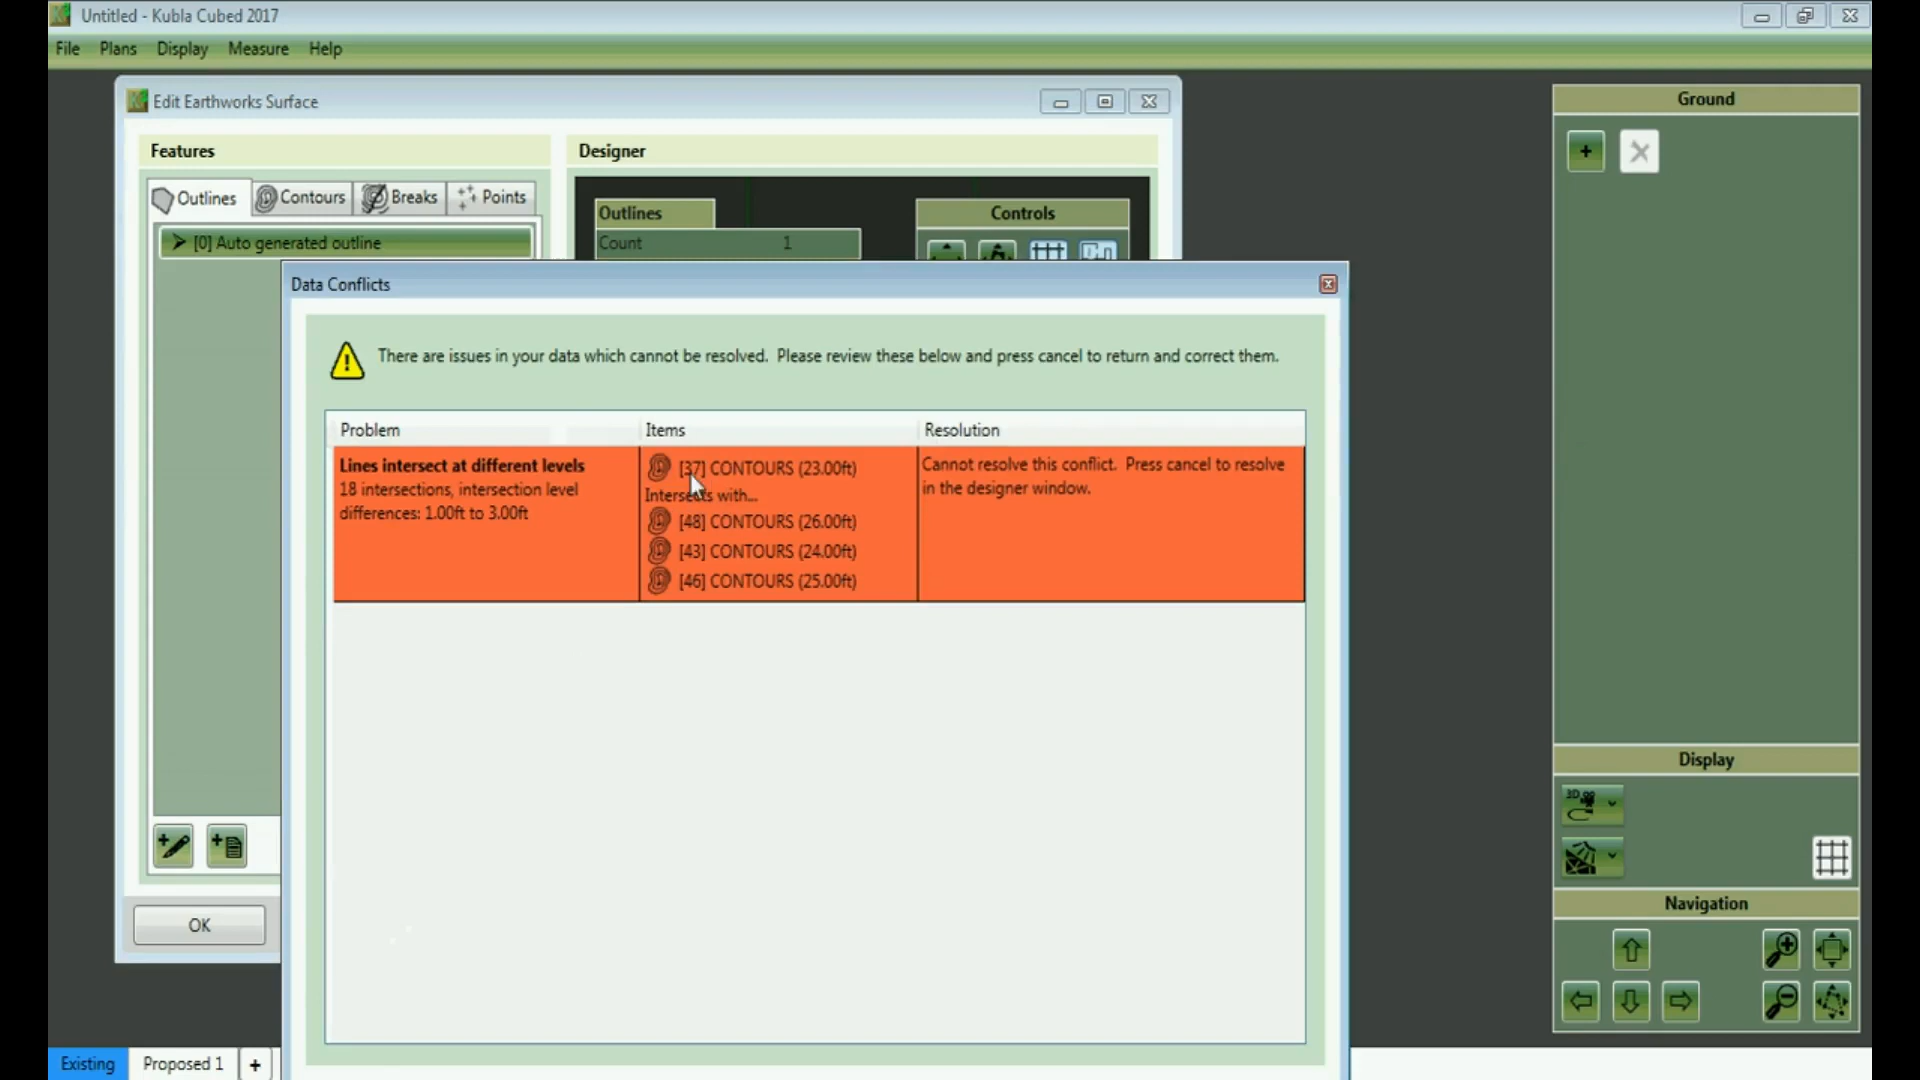 Untitled - Kubla Cubed 2017
File Plans Display Measure Help
Edit Earthworks Surface
Ground
Features
Designer
Outlines Contours Breaks Points
Outlines
Controls
[0] Auto generated outline
Count 1
Data Conflicts
There are issues in your data which cannot be resolved. Please review these below and press cancel to return and correct them.
Problem Items Resolution
Lines intersect at different levels
18 intersections, intersection level
differences: 1.00ft to 3.00ft
[37] CONTOURS (23.00ft)
Intersects with...
[48] CONTOURS (26.00ft)
[43] CONTOURS (24.00ft)
[46] CONTOURS (25.00ft)
Cannot resolve this conflict. Press cancel to resolve
in the designer window.
Display
3D
Navigation
OK
Existing Proposed 1 +